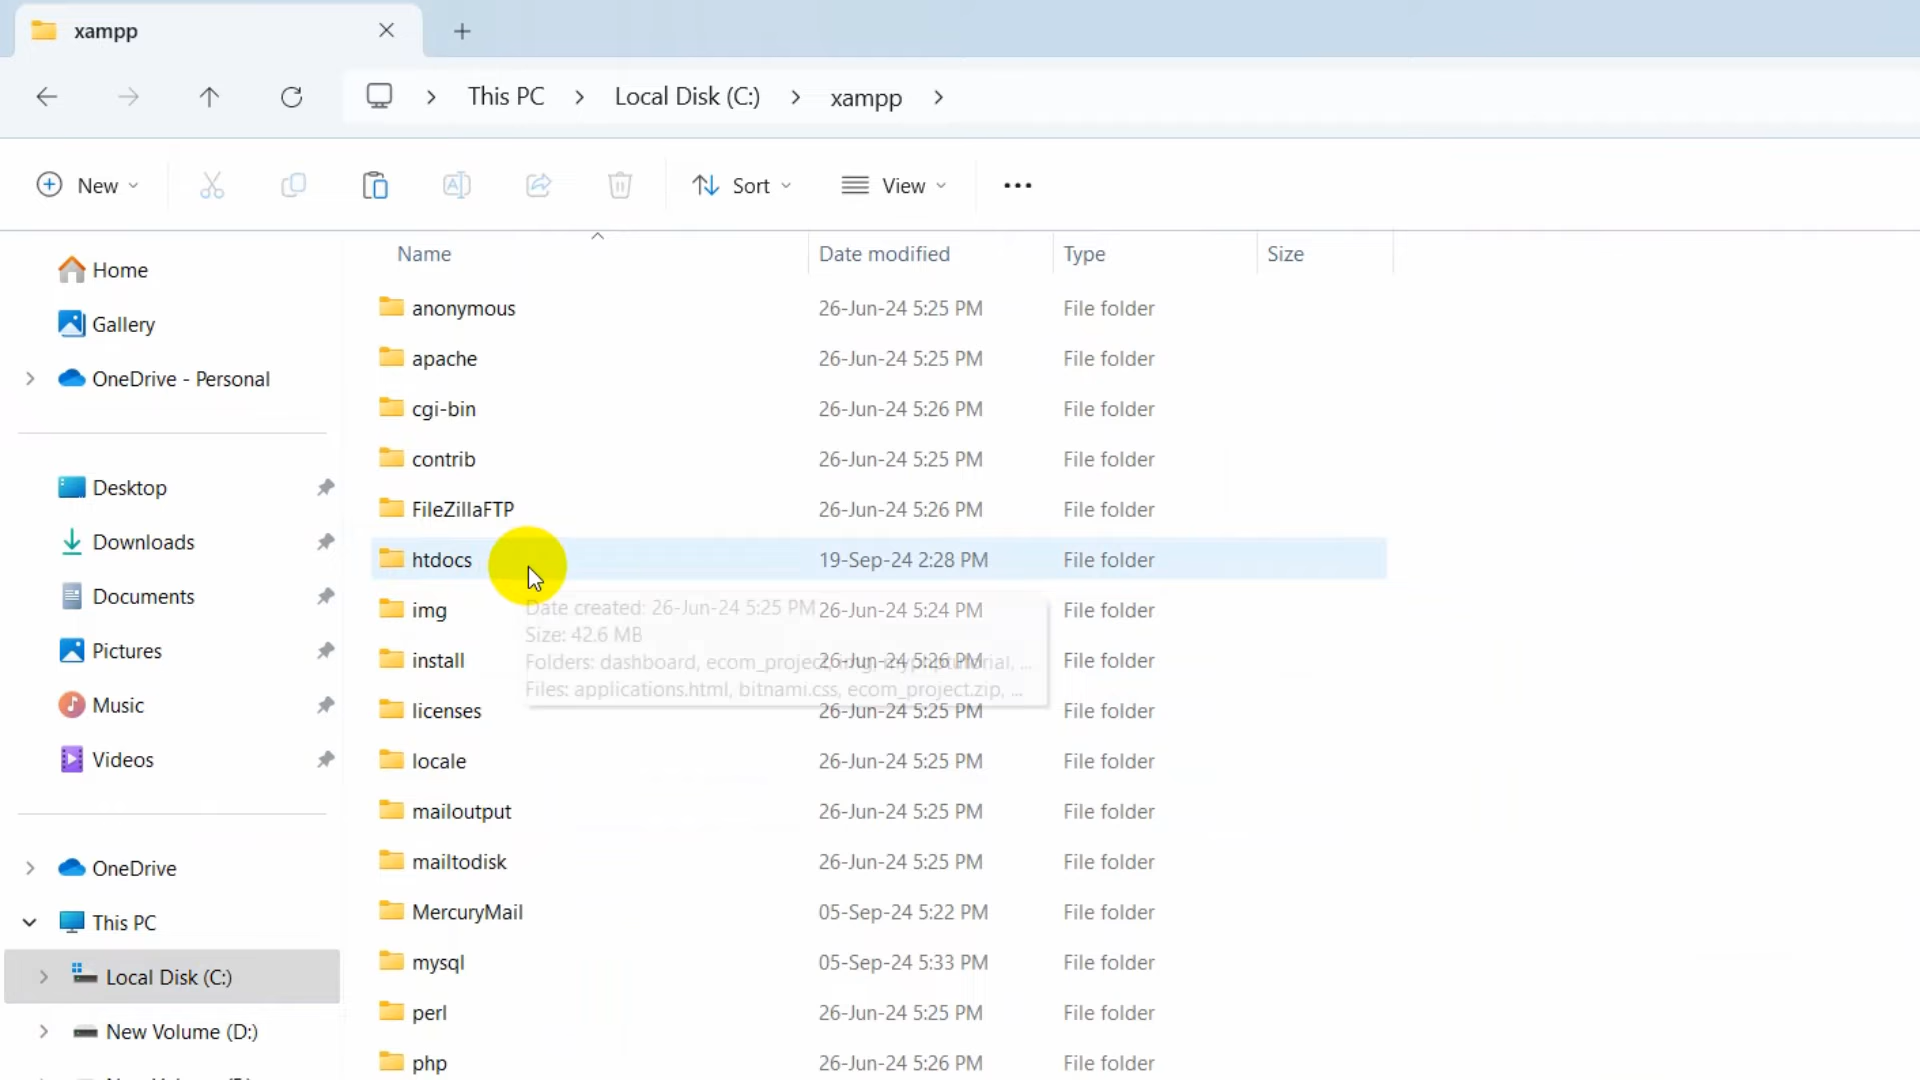 xampp
This PC
Local Disk (C:)
xampp
New
Sort
View
Name
Date modified
Type
Size
Home
Gallery
OneDrive - Personal
Desktop
Downloads
Documents
Pictures
Music
Videos
OneDrive
This PC
Local Disk (C:)
New Volume (D:)
anonymous 26-Jun-24 5:25 PM File folder
apache 26-Jun-24 5:25 PM File folder
cgi-bin 26-Jun-24 5:26 PM File folder
contrib 26-Jun-24 5:25 PM File folder
FileZillaFTP 26-Jun-24 5:26 PM File folder
htdocs 19-Sep-24 2:28 PM File folder
img 26-Jun-24 5:24 PM File folder
install 26-Jun-24 5:26 PM File folder
licenses 26-Jun-24 5:25 PM File folder
locale 26-Jun-24 5:25 PM File folder
mailoutput 26-Jun-24 5:25 PM File folder
mailtodisk 26-Jun-24 5:25 PM File folder
MercuryMail 05-Sep-24 5:22 PM File folder
mysql 05-Sep-24 5:33 PM File folder
perl 26-Jun-24 5:25 PM File folder
php 26-Jun-24 5:26 PM File folder
Date created: 26-Jun-24 5:25 PM
Size: 42.6 MB
Folders: dashboard, ecom_project, ...
Files: applications.html, bitnami.css, ecom_project.zip, ...